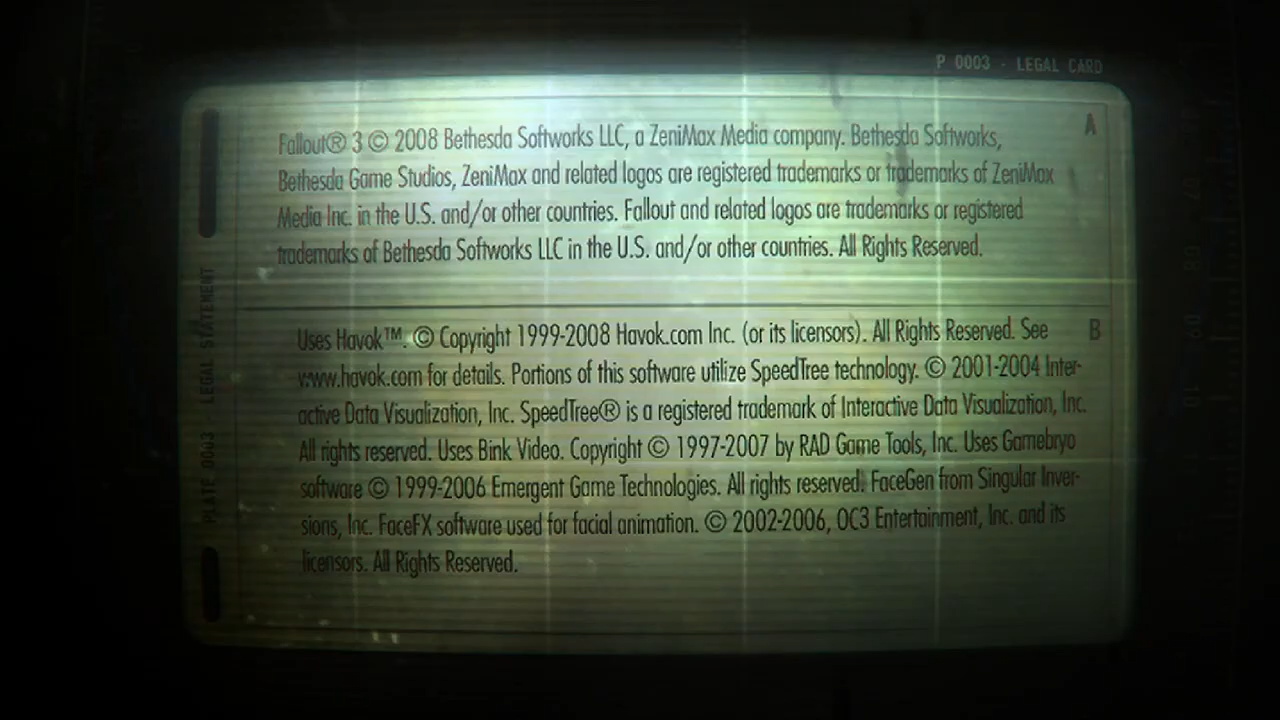 P 0003 - LEGAL CARD
A
Fallout® 3 © 2008 Bethesda Softworks LLC, a ZeniMax Media company. Bethesda Softworks,
Bethesda Game Studios, ZeniMax and related logos are registered trademarks or trademarks of ZeniMax
Media Inc. in the U.S. and/or other countries. Fallout and related logos are trademarks or registered
trademarks of Bethesda Softworks LLC in the U.S. and/or other countries. All Rights Reserved.
B
Uses Havok™. © Copyright 1999-2008 Havok.com Inc. (or its licensors). All Rights Reserved. See
www.havok.com for details. Portions of this software utilize SpeedTree technology. © 2001-2004 Inter-
active Data Visualization, Inc. SpeedTree® is a registered trademark of Interactive Data Visualization, Inc.
All rights reserved. Uses Bink Video. Copyright © 1997-2007 by RAD Game Tools, Inc. Uses Gamebryo
software © 1999-2006 Emergent Game Technologies. All rights reserved. FaceGen from Singular Inver-
sions, Inc. FaceFX software used for facial animation. © 2002-2006, OC3 Entertainment, Inc. and its
licensors. All Rights Reserved.
PLATE 0003 - LEGAL STATEMENT